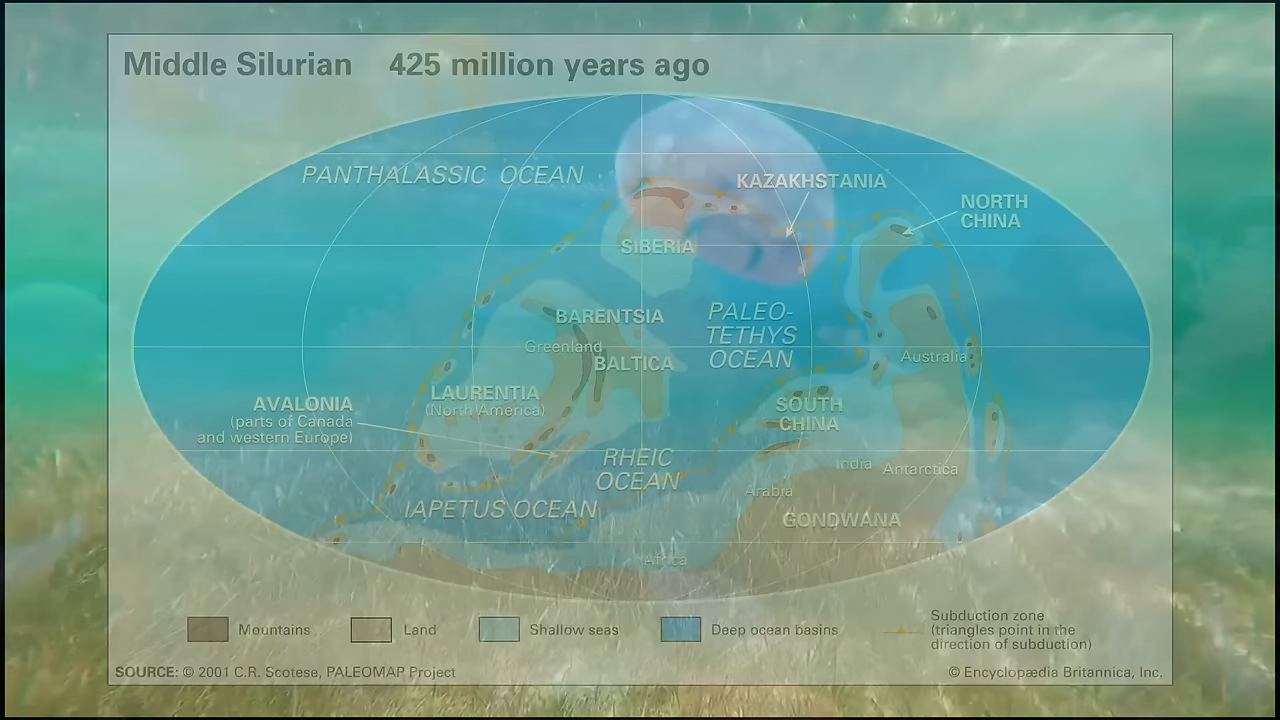 Middle Silurian 425 million years ago
PANTHALASSIC OCEAN
KAZAKHSTANIA
NORTH
CHINA
SIBERIA
BARENTSIA
Greenland
BALTICA
PALEO-
TETHYS
OCEAN
Australia
LAURENTIA
(North America)
AVALONIA
(parts of Canada
and western Europe)
SOUTH
CHINA
RHEIC
OCEAN
India
Antarctica
Arabia
IAPETUS OCEAN
GONDWANA
Africa
Mountains
Land
Shallow seas
Deep ocean basins
Subduction zone
(triangles point in the
direction of subduction)
SOURCE: © 2001 C.R. Scotese, PALEOMAP Project
© Encyclopædia Britannica, Inc.